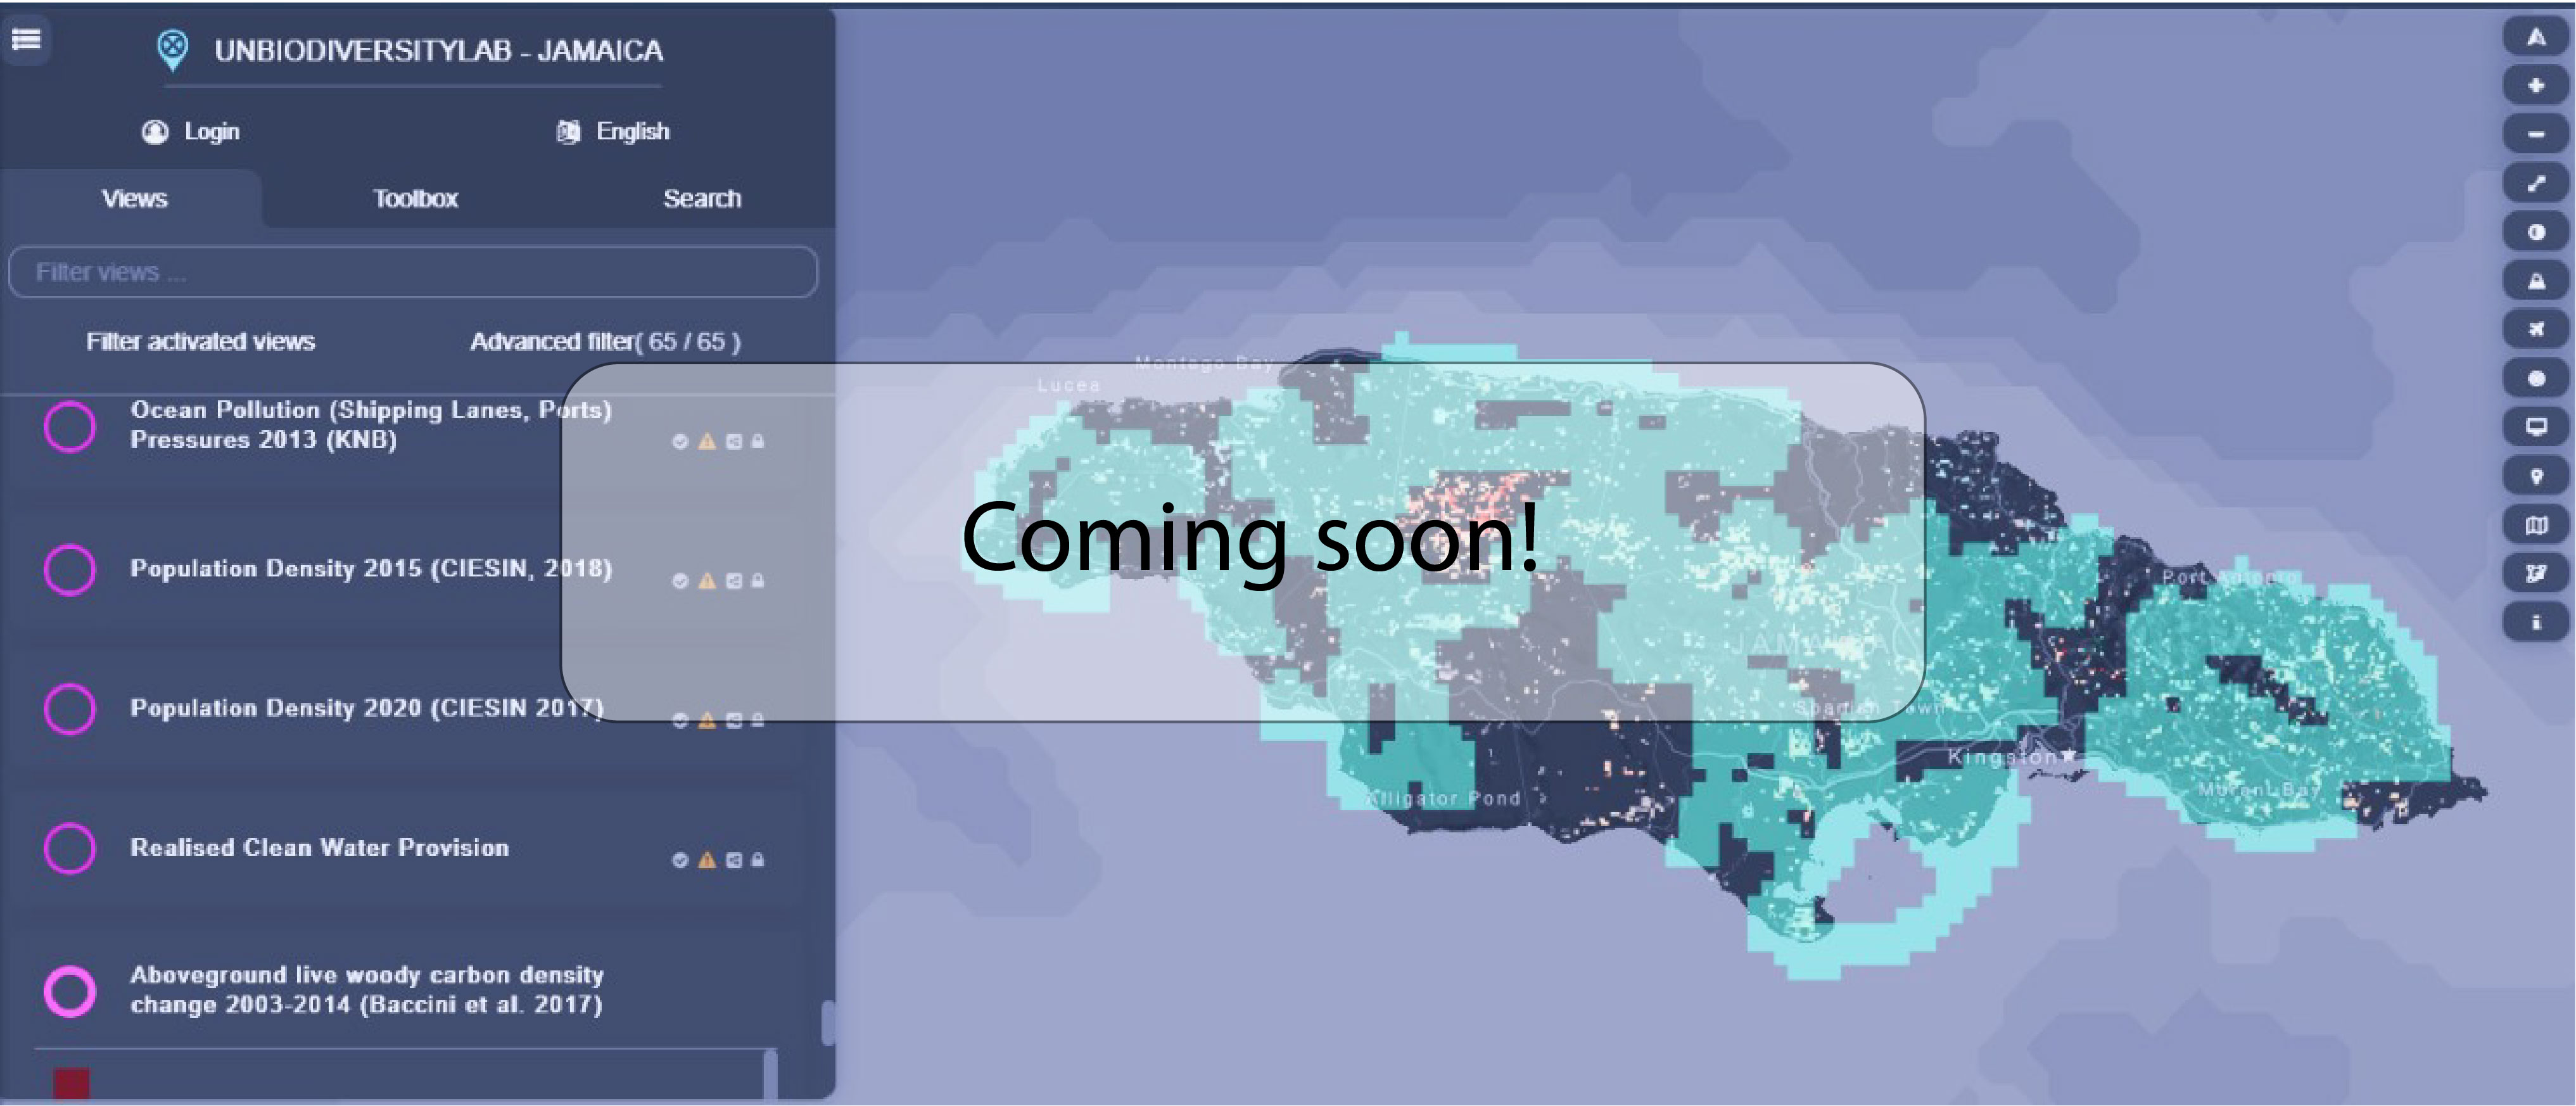 UNBIODIVERSITYLAB - JAMAICA
Login
English
Views
Toolbox
Search
Filter views ...
Filter activated views
Advanced filter( 65 / 65 )
Ocean Pollution (Shipping Lanes, Ports)
Pressures 2013 (KNB)
Population Density 2015 (CIESIN, 2018)
Population Density 2020 (CIESIN 2017)
Realised Clean Water Provision
Aboveground live woody carbon density
change 2003-2014 (Baccini et al. 2017)
Montego Bay
Lucea
Coming soon!
Port Antonio
JAMAICA
Spanish Town
Kingston
Alligator Pond
Morant Bay